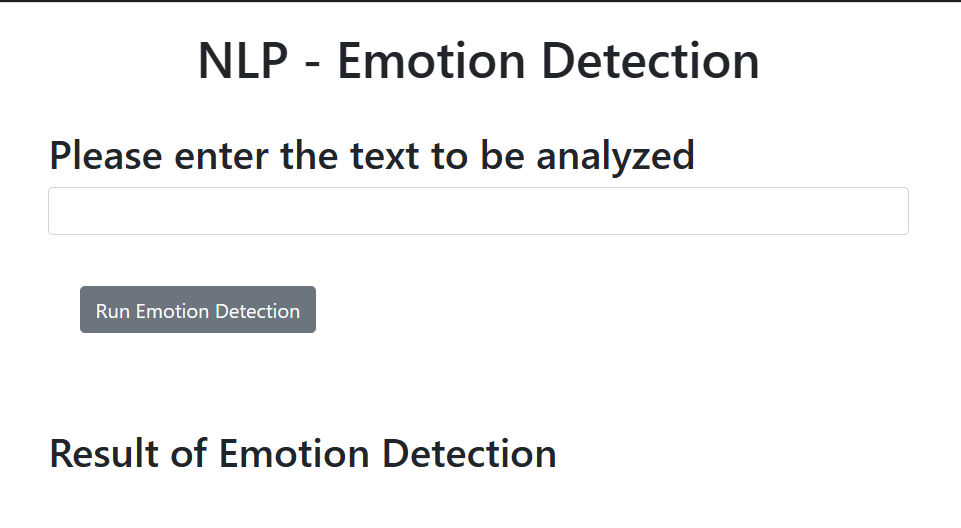 NLP - Emotion Detection
Please enter the text to be analyzed
Run Emotion Detection
Result of Emotion Detection